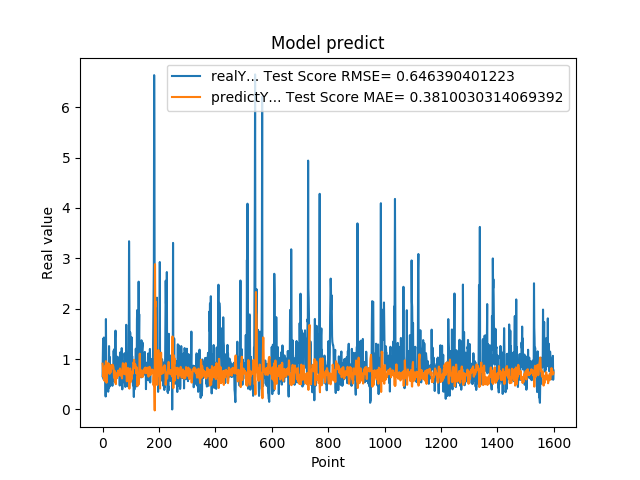 Model predict
realY... Test Score RMSE= 0.646390401223
predictY... Test Score MAE= 0.3810030314069392
Real value
6
5
4
3
2
1
0
0 200 400 600 800 1000 1200 1400 1600
Point